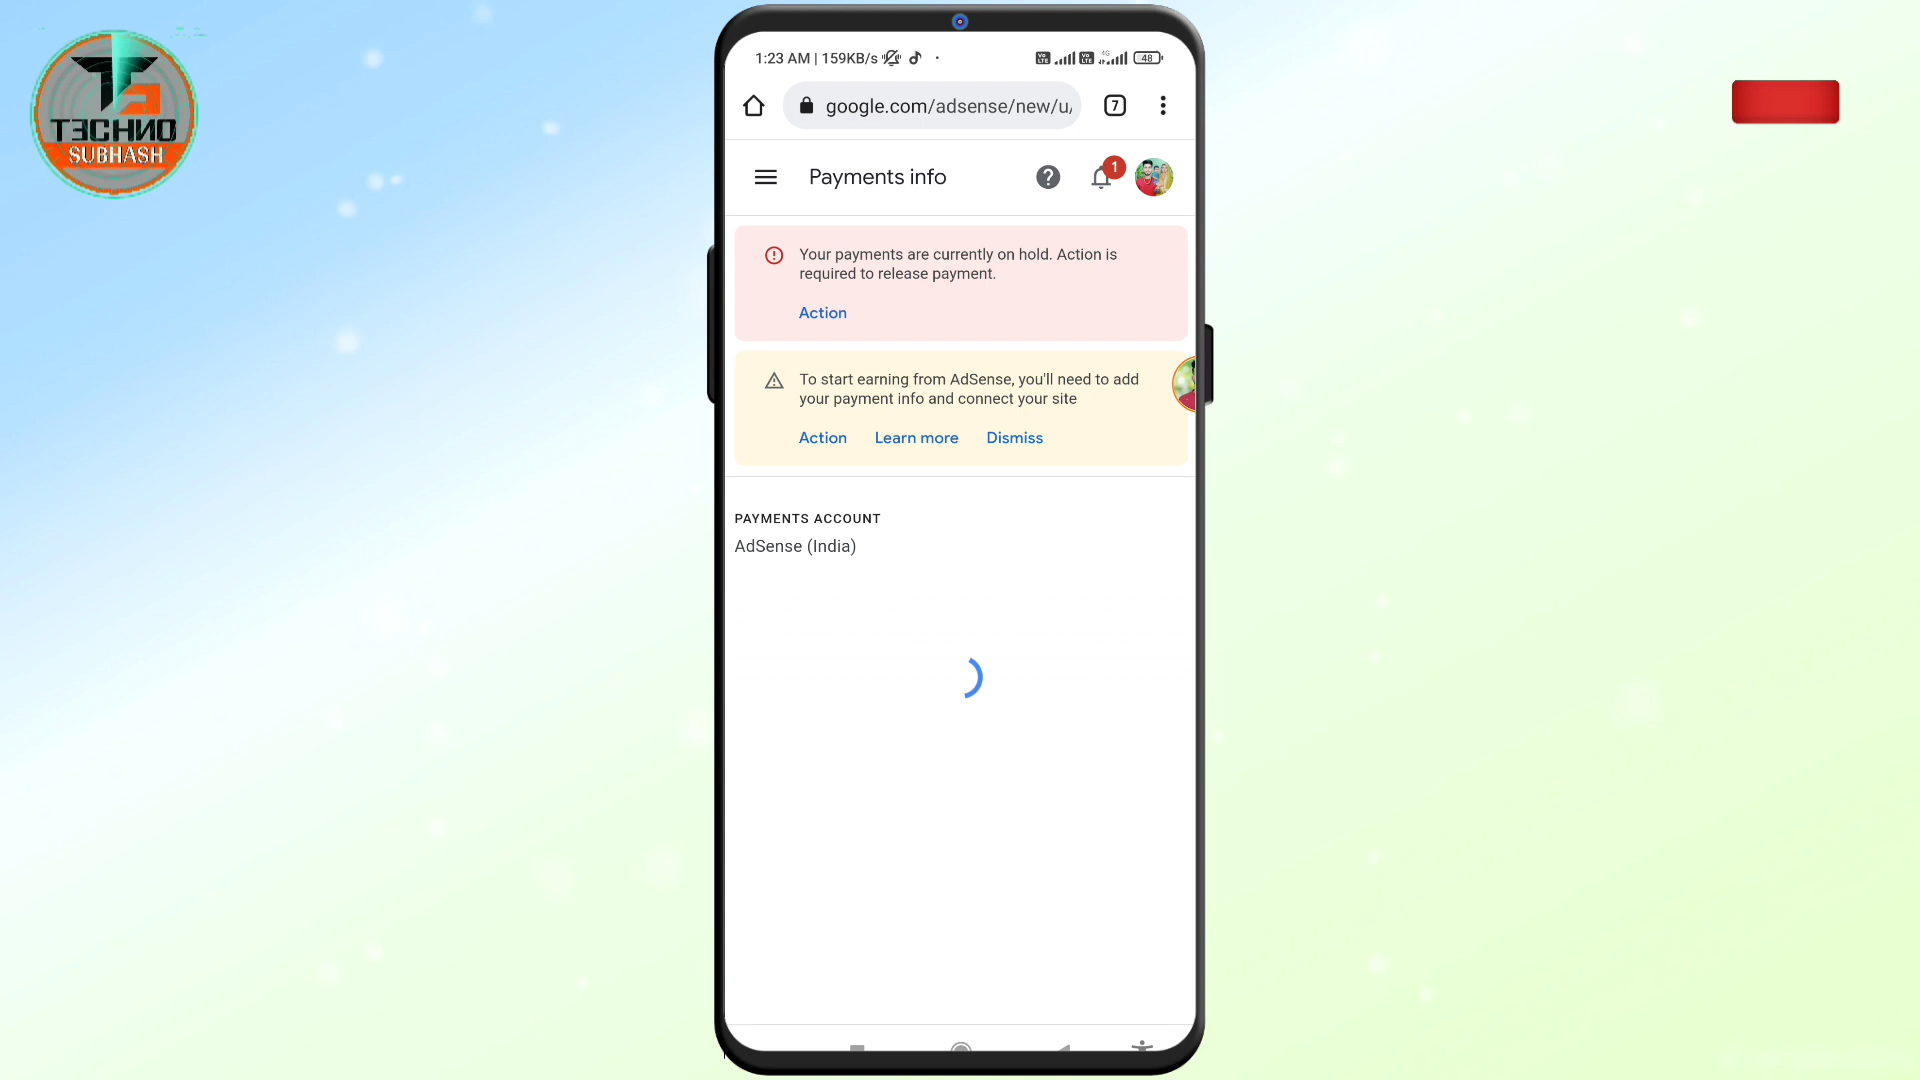 TECHNO
SUBHASH
1:23 AM | 159KB/s
4G
48
google.com/adsense/new/u/
7
Payments info
1
Your payments are currently on hold. Action is
required to release payment.
Action
To start earning from AdSense, you'll need to add
your payment info and connect your site
Action Learn more Dismiss
PAYMENTS ACCOUNT
AdSense (India)